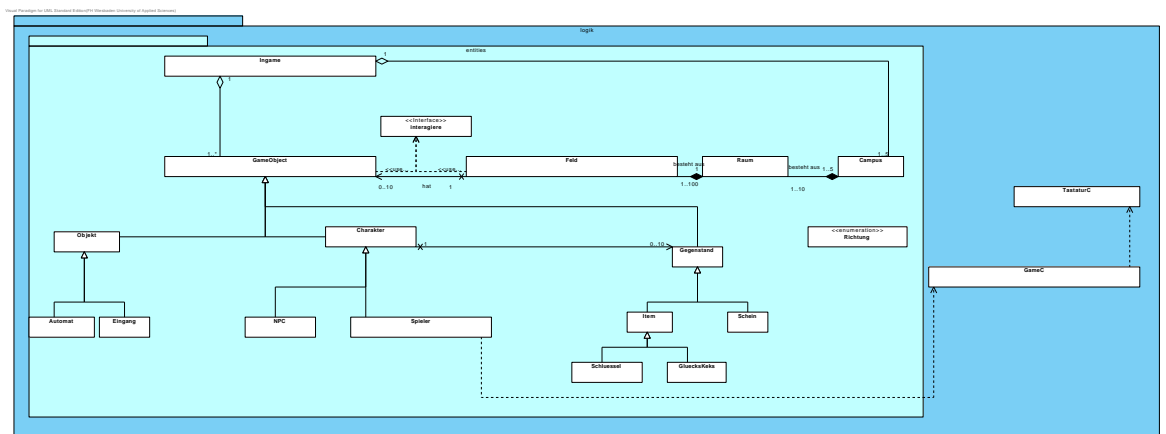 Visual Paradigm for UML Standard Edition(FH Wiesbaden University of Applied Sciences)
logik
entities
Ingame
1
1
<<Interface>>
Interagiere
1..*
GameObject
<<use
<<use
Feld
besteht aus
1
Raum
besteht aus
1..5
Campus
0..10
hat
1
1..100
1..10
TastaturC
Objekt
Charakter
<<enumeration>>
Richtung
1
0..10
Gegenstand
GameC
Automat
Eingang
NPC
Spieler
Item
Schein
Schluessel
GluecksKeks